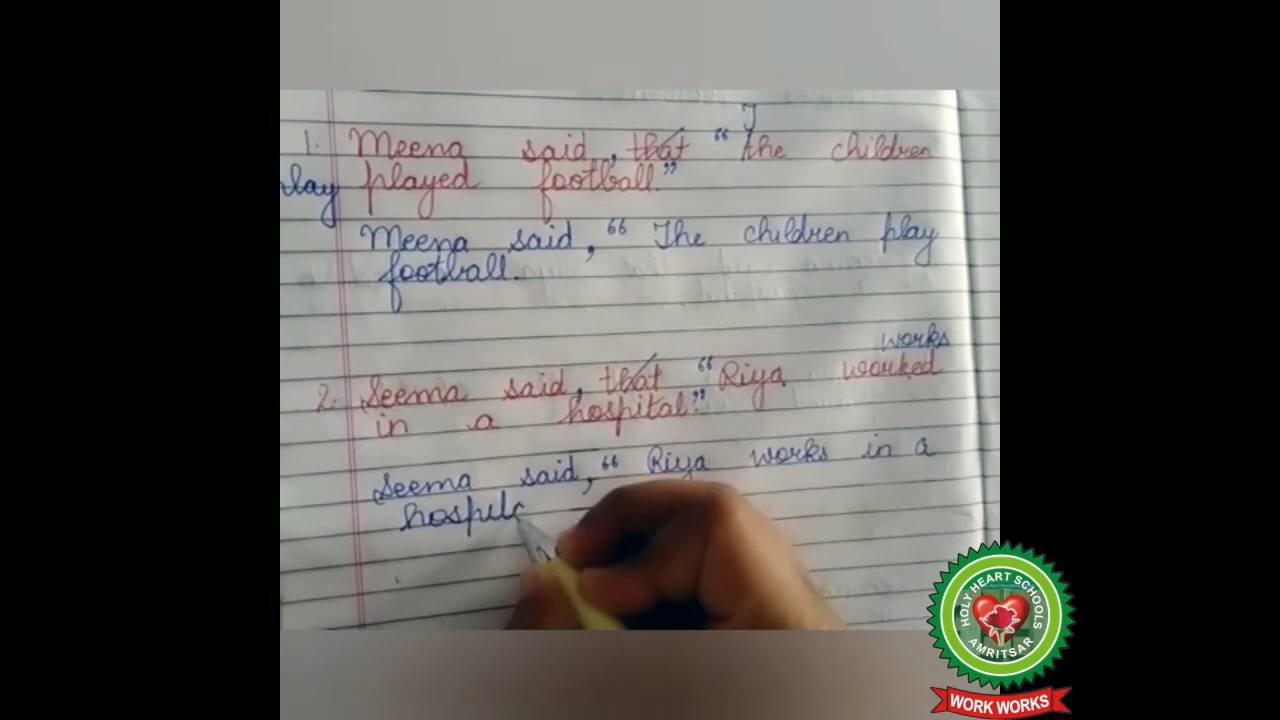 T
1. Meena said, that “the children
play played football.”
Meena said, “The children play
football.
works
2. Seema said, that “Riya worked
in a hospital.”
Seema said, “Riya works in a
hospita
HOLY HEART SCHOOLS
AMRITSAR
WORK WORKS